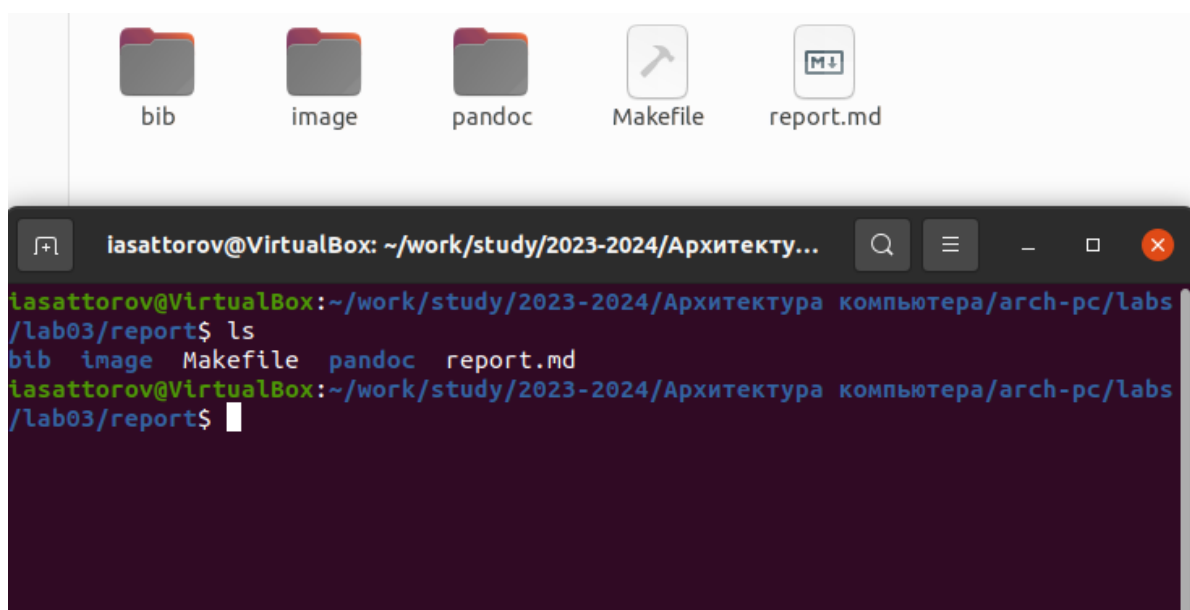 bib image pandoc Makefile report.md
iasattorov@VirtualBox: ~/work/study/2023-2024/Архитекту...
iasattorov@VirtualBox:~/work/study/2023-2024/Архитектура компьютера/arch-pc/labs
/lab03/report$ ls
bib image Makefile pandoc report.md
iasattorov@VirtualBox:~/work/study/2023-2024/Архитектура компьютера/arch-pc/labs
/lab03/report$